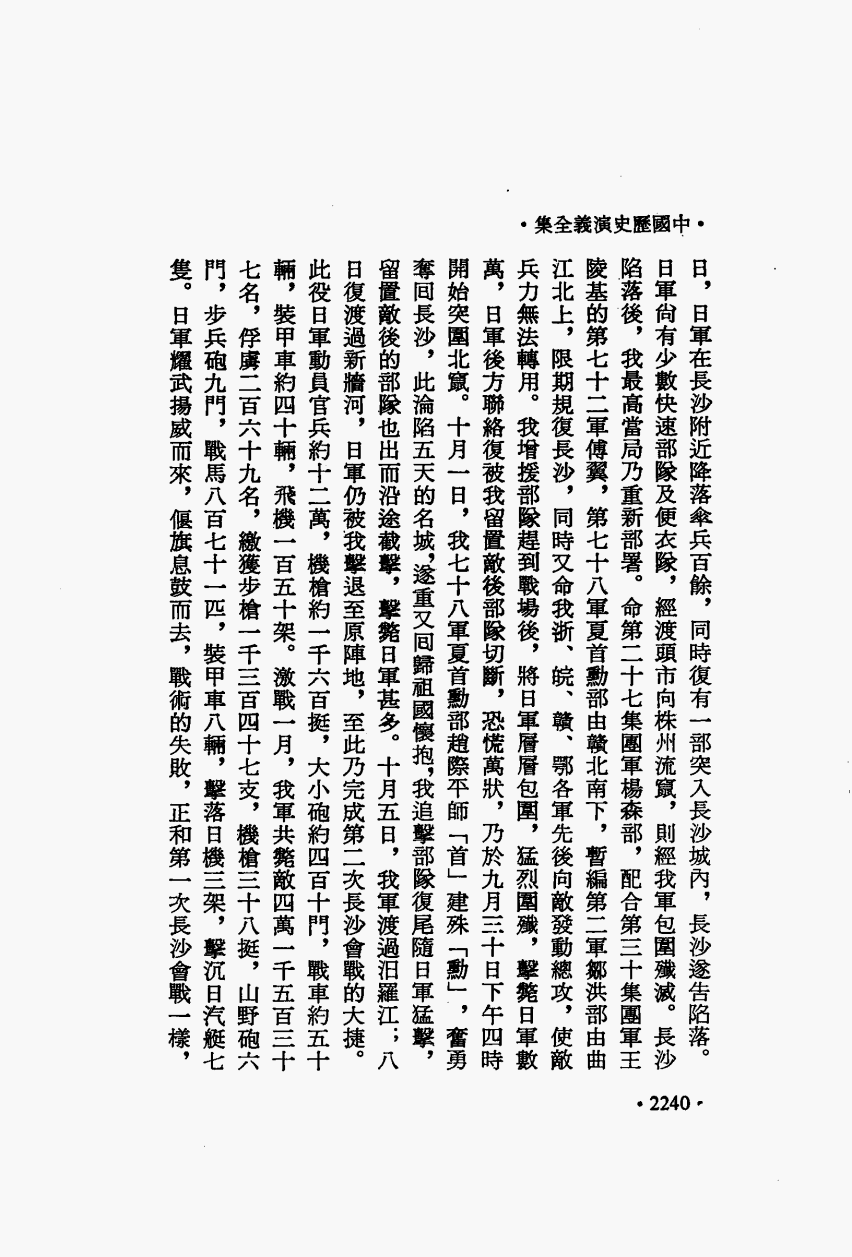 ・中國歷史演義全集・
日，日軍在長沙附近降落傘兵百餘，同時復有一部突入長沙城內，長沙遂告陷落。
日軍尙有少數快速部隊及便衣隊，經渡頭市向株州流竄，則經我軍包圍殲滅。長沙
陷落後，我最高當局乃重新部署。命第二十七集團軍楊森部，配合第三十集團軍王
陵基的第七十二軍傅翼，第七十八軍夏首勳部由贛北南下，暫編第二軍鄒洪部由曲
江北上，限期規復長沙，同時又命我浙、皖、贛、鄂各軍先後向敵發動總攻，使敵
兵力無法轉用。我增援部隊趕到戰場後，將日軍層層包圍，猛烈圍殲，擊斃日軍數
萬，日軍後方聯絡復被我留置敵後部隊切斷，恐慌萬狀，乃於九月三十日下午四時
開始突圍北竄。十月一日，我七十八軍夏首勳部趙際平師「首」建殊「勳」，奮勇
奪回長沙，此淪陷五天的名城，遂重又囘歸祖國懷抱，我追擊部隊復尾隨日軍猛擊，
留置敵後的部隊也出而沿途截擊，擊斃日軍甚多。十月五日，我軍渡過汨羅江；八
日復渡過新牆河，日軍仍被我擊退至原陣地，至此乃完成第二次長沙會戰的大捷。
此役日軍動員官兵約十二萬，機槍約一千六百挺，大小砲約四百十門，戰車約五十
輛，裝甲車約四十輛，飛機一百五十架。激戰一月，我軍共斃敵四萬一千五百三十
七名，俘虜二百六十九名，繳獲步槍一千三百四十七支，機槍三十八挺，山野砲六
門，步兵砲九門，戰馬八百七十一匹，裝甲車八輛，擊落日機三架，擊沉日汽艇七
隻。日軍耀武揚威而來，偃旗息鼓而去，戰術的失敗，正和第一次長沙會戰一樣，
・2240・